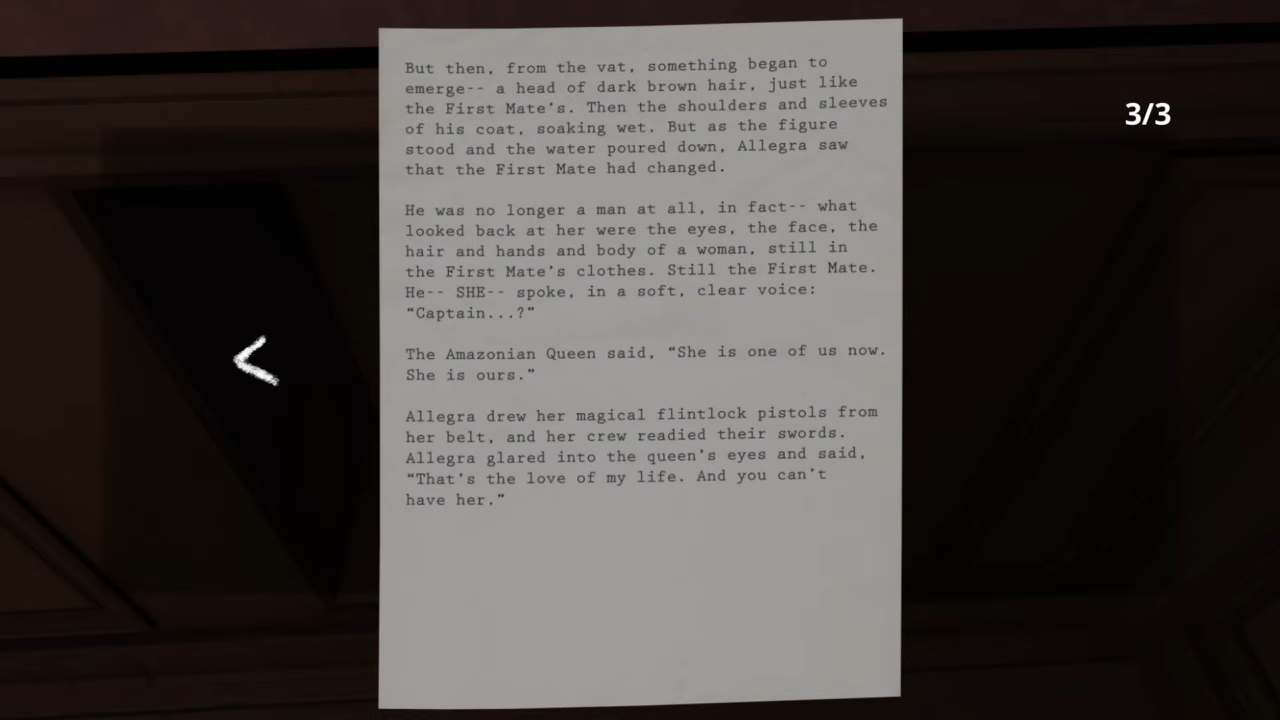 But then, from the vat, something began to
emerge-- a head of dark brown hair, just like
the First Mate's. Then the shoulders and sleeves
of his coat, soaking wet. But as the figure
stood and the water poured down, Allegra saw
that the First Mate had changed.
He was no longer a man at all, in fact-- what
looked back at her were the eyes, the face, the
hair and hands and body of a woman, still in
the First Mate's clothes. Still the First Mate.
He-- SHE-- spoke, in a soft, clear voice:
“Captain...?”
The Amazonian Queen said, “She is one of us now.
She is ours.”
Allegra drew her magical flintlock pistols from
her belt, and her crew readied their swords.
Allegra glared into the queen's eyes and said,
“That's the love of my life. And you can't
have her.”
3/3